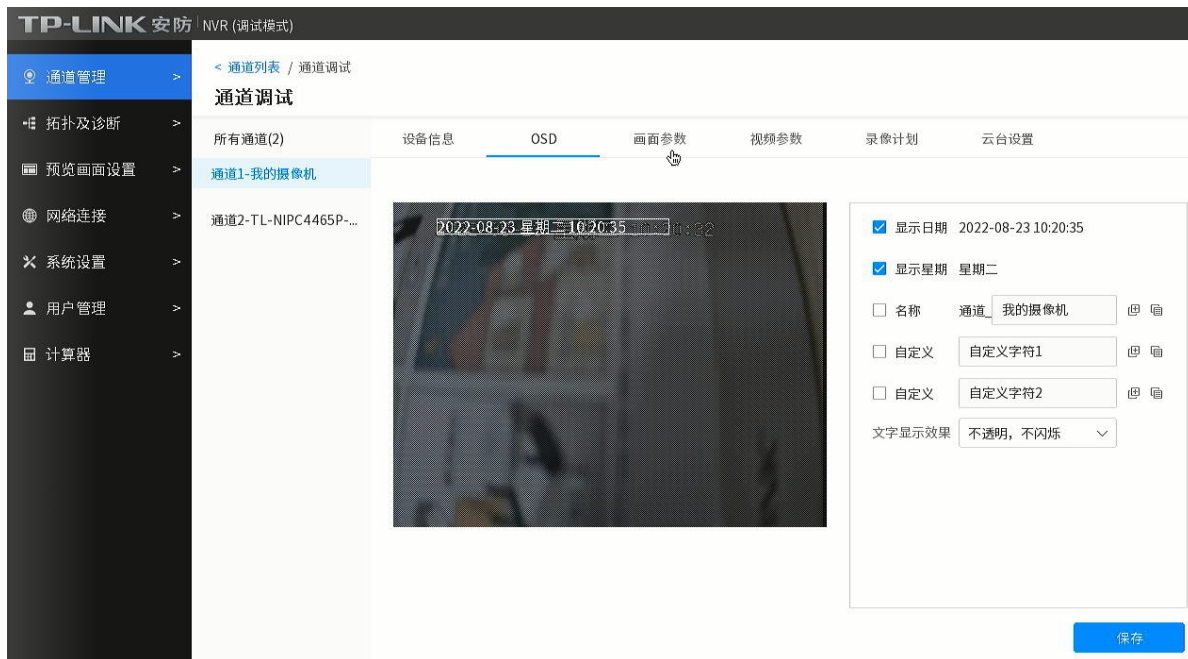 TP-LINK 安防 NVR (调试模式)
通道管理 >
拓扑及诊断 >
预览画面设置 >
网络连接 >
系统设置 >
用户管理 >
计算器 >
< 通道列表 / 通道调试
通道调试
所有通道(2)
通道1-我的摄像机
通道2-TL-NIPC4465P-...
设备信息 OSD 画面参数 视频参数 录像计划 云台设置
2022-08-23 星期二 10:20:35
显示日期 2022-08-23 10:20:35
显示星期 星期二
名称 通道_ 我的摄像机
自定义 自定义字符1
自定义 自定义字符2
文字显示效果 不透明，不闪烁
保存